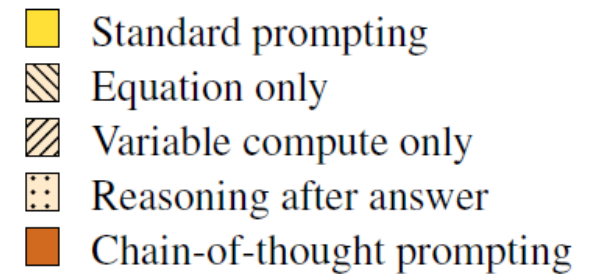 Standard prompting
Equation only
Variable compute only
Reasoning after answer
Chain-of-thought prompting